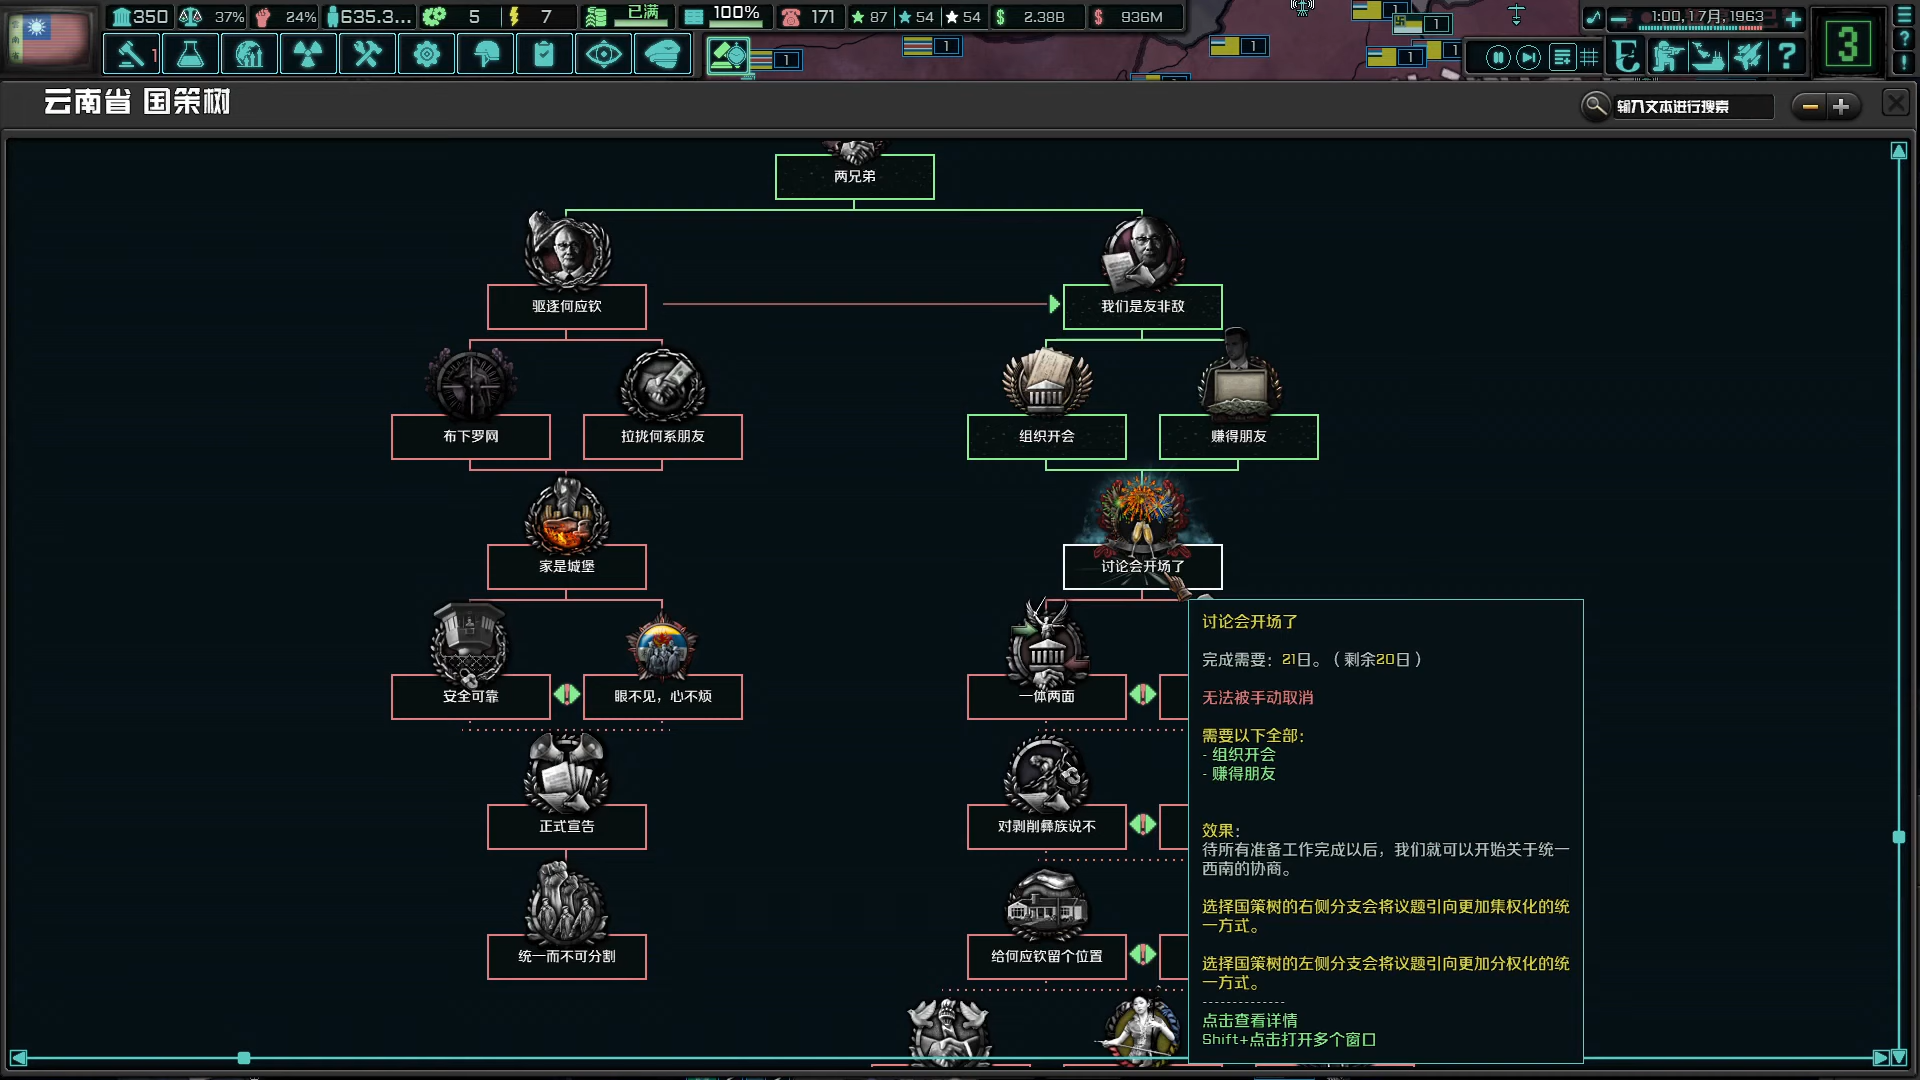 350
37%
24%
635.3...
5
7
已满
100%
171
87
54
54
2.38B
936M
1:00, 17月, 1963
3
1
1
1
1
1
1
1
1
云南省 国策树
输入文本进行搜索
两兄弟
驱逐何应钦
我们是友非敌
布下罗网
拉拢何系朋友
组织开会
赚得朋友
家是城堡
讨论会开场了
安全可靠
眼不见，心不烦
一体两面
正式宣告
对剥削彝族说不
统一而不可分割
给何应钦留个位置
讨论会开场了
完成需要：21日。（剩余20日）
无法被手动取消
需要以下全部：
- 组织开会
- 赚得朋友
效果：
待所有准备工作完成以后，我们就可以开始关于统一
西南的协商。
选择国策树的右侧分支会将议题引向更加集权化的统
一方式。
选择国策树的左侧分支会将议题引向更加分权化的统
一方式。
--------------
点击查看详情
Shift+点击打开多个窗口